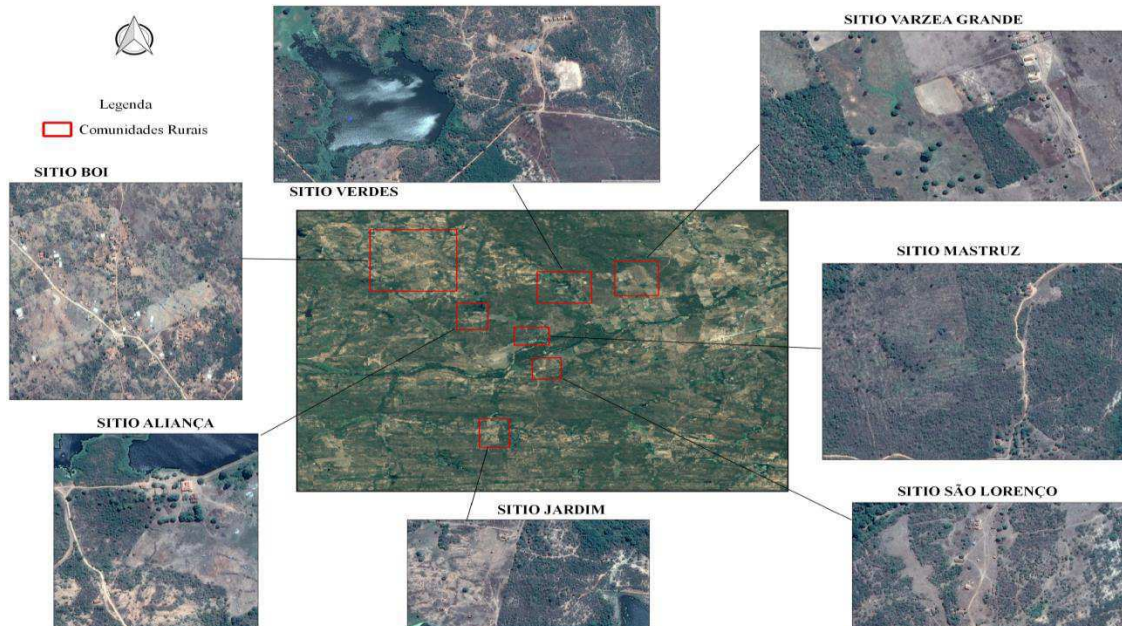 SITIO VARZEA GRANDE
Legenda
Comunidades Rurais
SITIO BOI
SITIO VERDES
SITIO MASTRUZ
SITIO ALIANÇA
SITIO SÃO LORENÇO
SITIO JARDIM